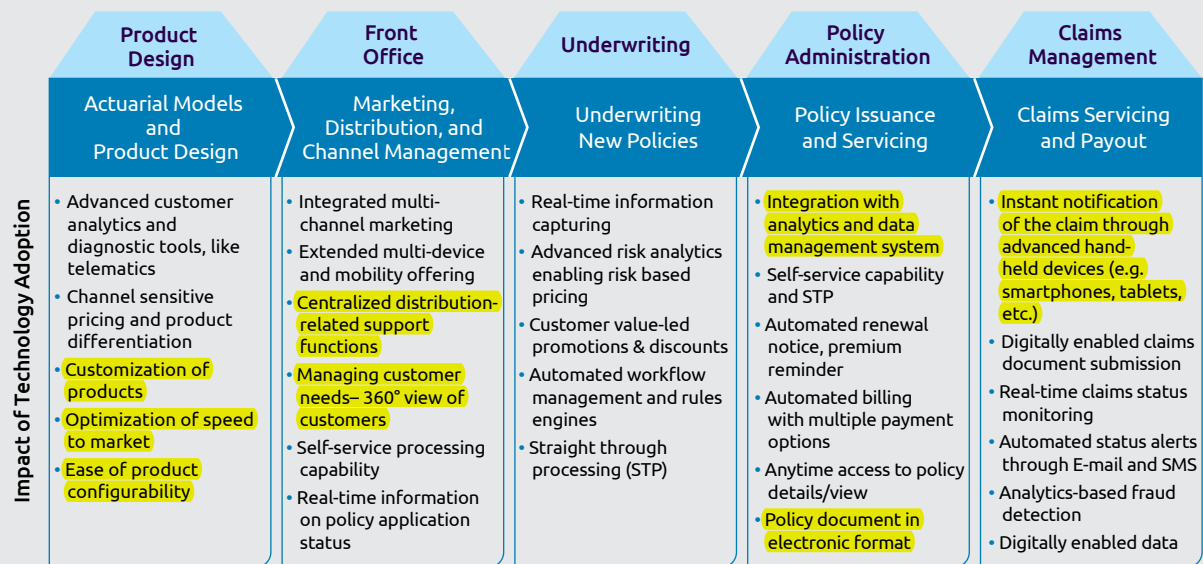 Product
Design
Front
Office
Underwriting
Policy
Administration
Claims
Management
Actuarial Models
and
Product Design
Marketing,
Distribution, and
Channel Management
Underwriting
New Policies
Policy Issuance
and Servicing
Claims Servicing
and Payout
Impact of Technology Adoption
• Advanced customer
analytics and
diagnostic tools, like
telematics
• Channel sensitive
pricing and product
differentiation
• Customization of
products
• Optimization of speed
to market
• Ease of product
configurability
• Integrated multi-
channel marketing
• Extended multi-device
and mobility offering
• Centralized distribution-
related support
functions
• Managing customer
needs– 360° view of
customers
• Self-service processing
capability
• Real-time information
on policy application
status
• Real-time information
capturing
• Advanced risk analytics
enabling risk based
pricing
• Customer value-led
promotions & discounts
• Automated workflow
management and rules
engines
• Straight through
processing (STP)
• Integration with
analytics and data
management system
• Self-service capability
and STP
• Automated renewal
notice, premium
reminder
• Automated billing
with multiple payment
options
• Anytime access to policy
details/view
• Policy document in
electronic format
• Instant notification
of the claim through
advanced hand-
held devices (e.g.
smartphones, tablets,
etc.)
• Digitally enabled claims
document submission
• Real-time claims status
monitoring
• Automated status alerts
through E-mail and SMS
• Analytics-based fraud
detection
• Digitally enabled data